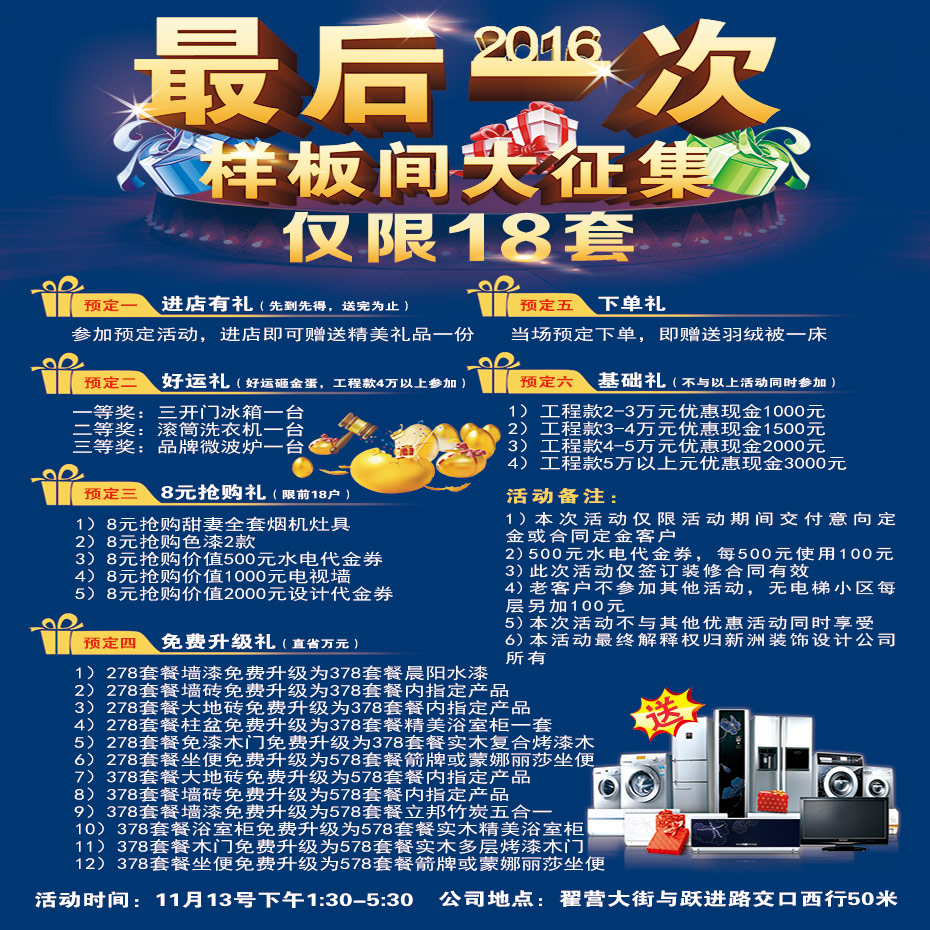 2016
最后一次
样板间大征集
仅限18套
预定一 进店有礼（先到先得，送完为止）
参加预定活动，进店即可赠送精美礼品一份
预定二 好运礼（好运砸金蛋，工程款4万以上参加）
一等奖：三开门冰箱一台
二等奖：滚筒洗衣机一台
三等奖：品牌微波炉一台
预定三 8元抢购礼（限前18户）
1）8元抢购甜妻全套烟机灶具
2）8元抢购色漆2款
3）8元抢购价值500元水电代金券
4）8元抢购价值1000元电视墙
5）8元抢购价值2000元设计代金券
预定四 免费升级礼（直省万元）
1）278套餐墙漆免费升级为378套餐晨阳水漆
2）278套餐墙砖免费升级为378套餐内指定产品
3）278套餐大地砖免费升级为378套餐内指定产品
4）278套餐柱盆免费升级为378套餐精美浴室柜一套
5）278套餐免漆木门免费升级为378套餐实木复合烤漆木
6）278套餐坐便免费升级为578套餐箭牌或蒙娜丽莎坐便
7）378套餐大地砖免费升级为578套餐内指定产品
8）378套餐墙砖免费升级为578套餐内指定产品
9）378套餐墙漆免费升级为578套餐立邦竹炭五合一
10）378套餐浴室柜免费升级为578套餐实木精美浴室柜
11）378套餐木门免费升级为578套餐实木多层烤漆木门
12）378套餐坐便免费升级为578套餐箭牌或蒙娜丽莎坐便
预定五 下单礼
当场预定下单，即赠送羽绒被一床
预定六 基础礼（不与以上活动同时参加）
1）工程款2-3万元优惠现金1000元
2）工程款3-4万元优惠现金1500元
3）工程款4-5万元优惠现金2000元
4）工程款5万以上元优惠现金3000元
活动备注：
1）本次活动仅限活动期间交付意向定
金或合同定金客户
2）500元水电代金券，每500元使用100元
3）此次活动仅签订装修合同有效
4）老客户不参加其他活动，无电梯小区每
层另加100元
5）本次活动不与其他优惠活动同时享受
6）本活动最终解释权归新洲装饰设计公司
所有
送
活动时间：11月13号下午1:30-5:30 公司地点：翟营大街与跃进路交口西行50米